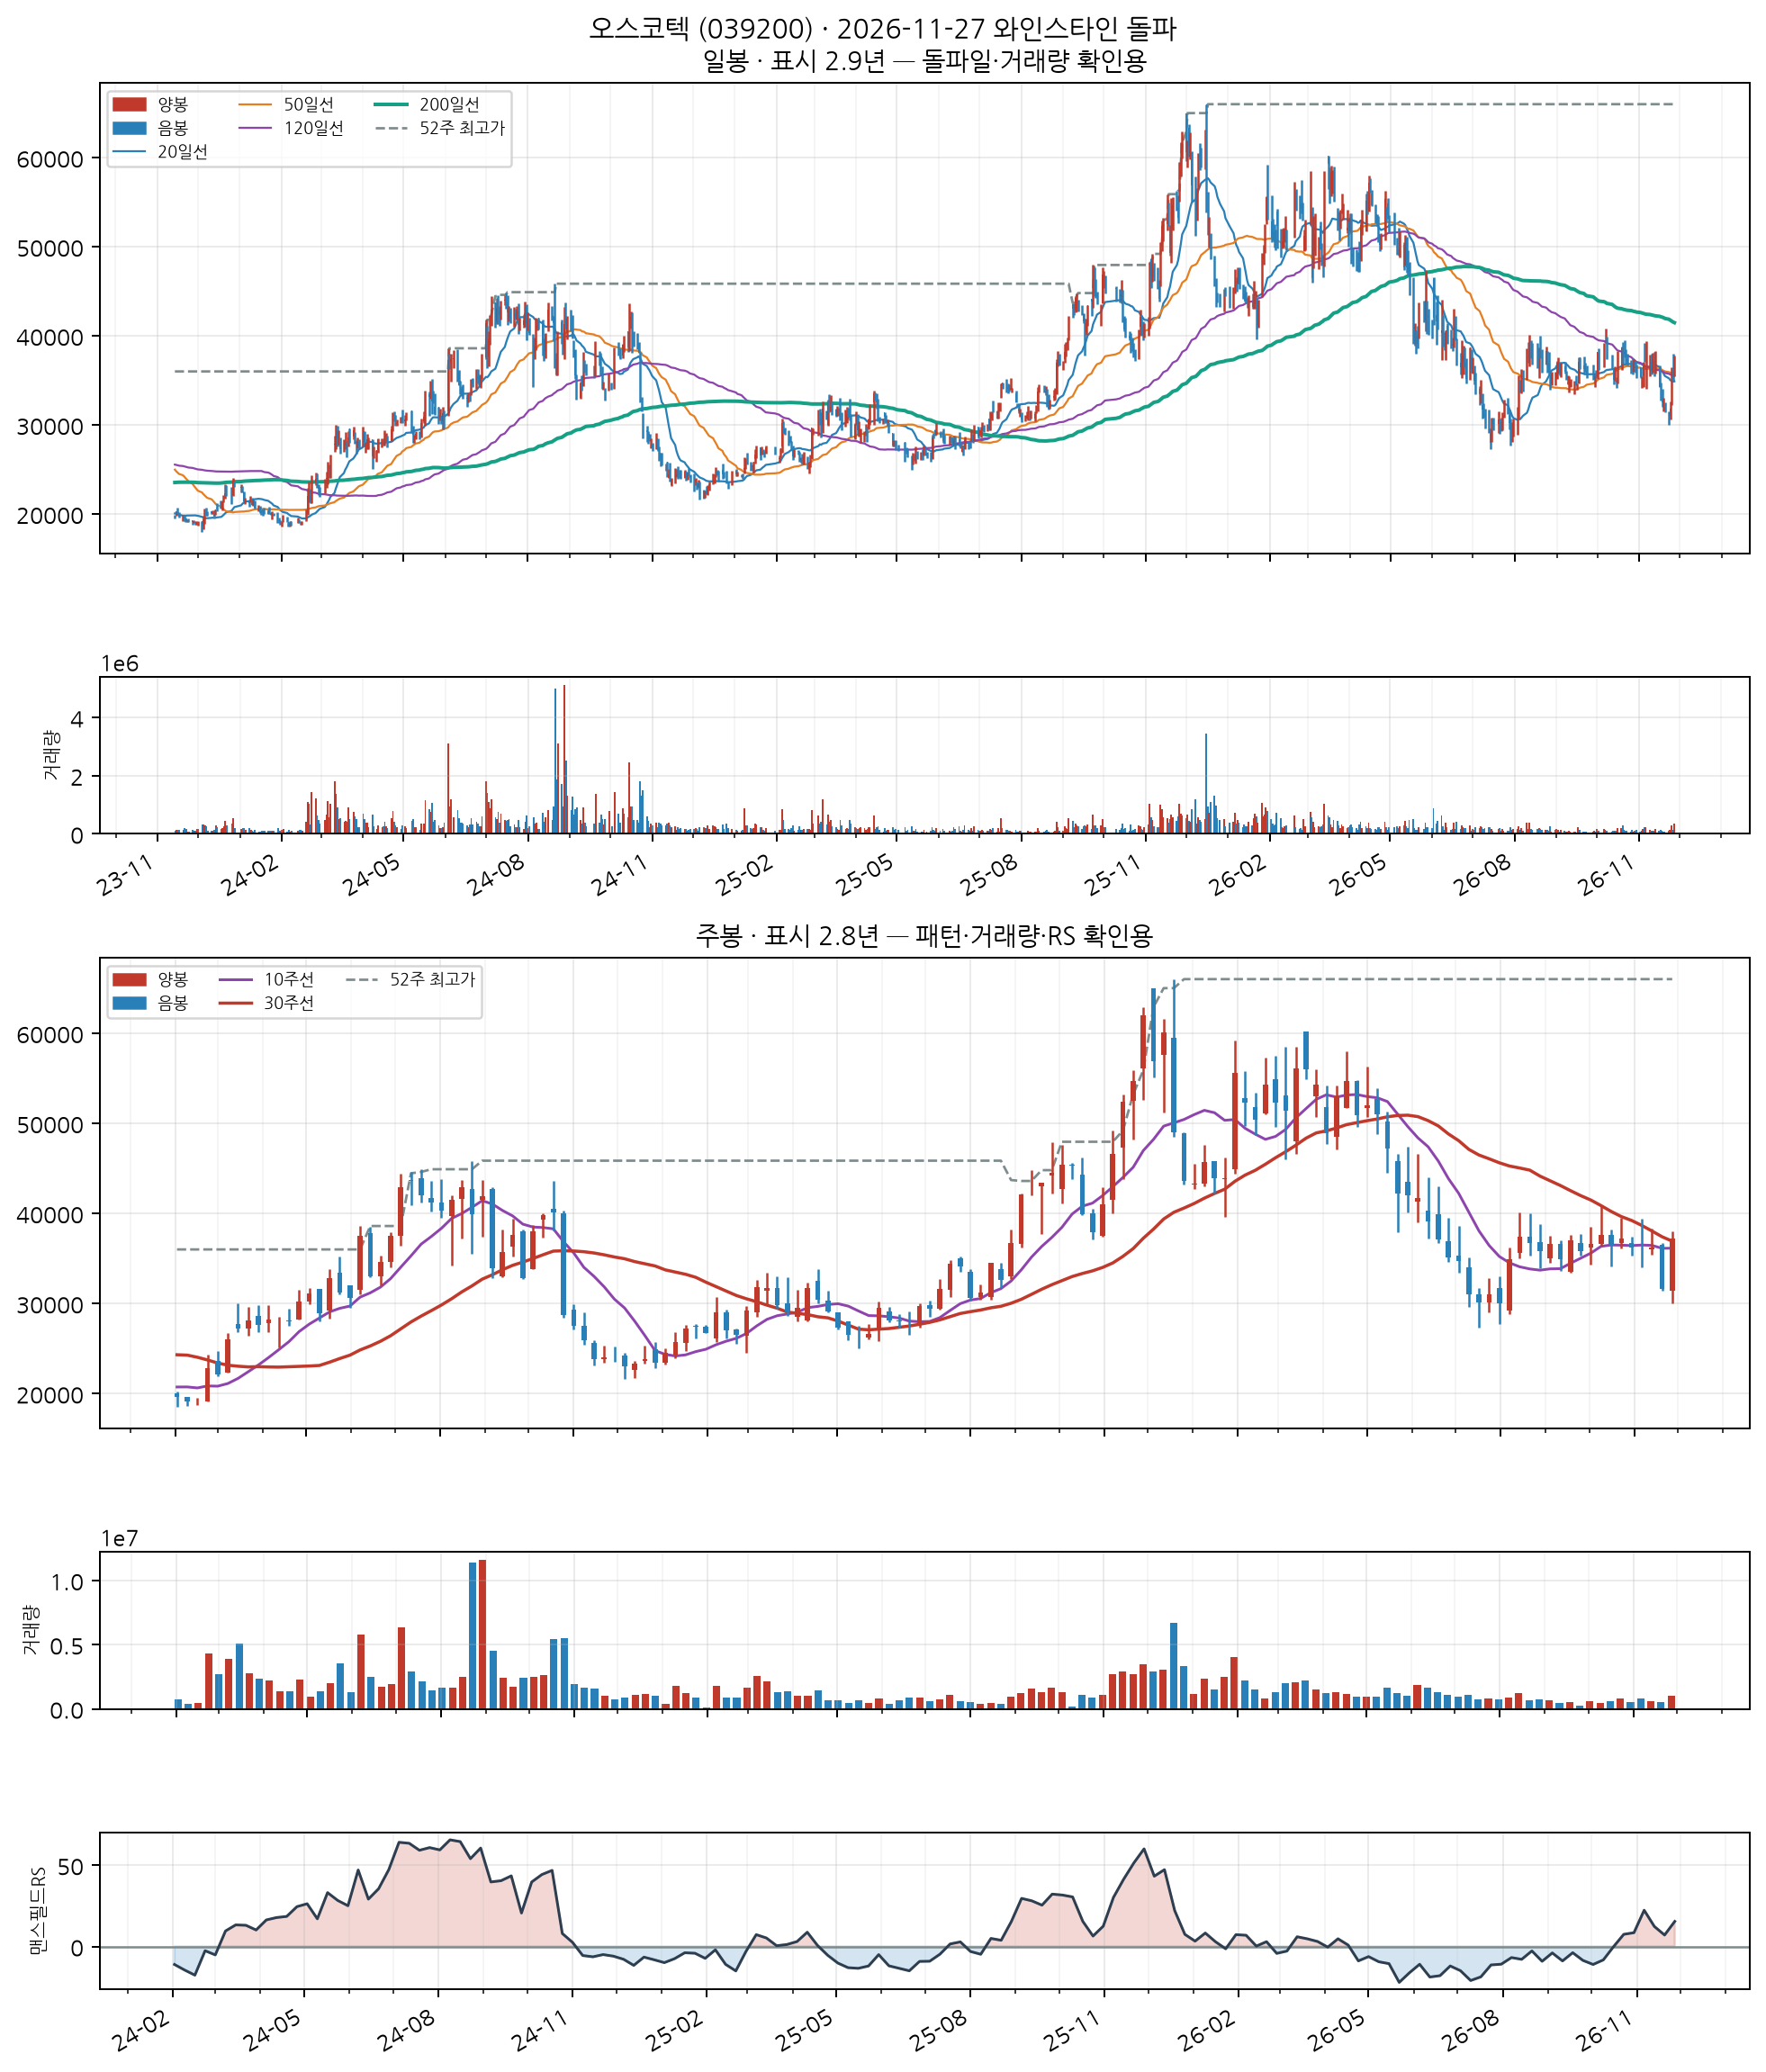 오스코텍 (039200) · 2026-11-27 와인스타인 돌파
일봉 · 표시 2.9년 — 돌파일·거래량 확인용
양봉
음봉
20일선
50일선
120일선
200일선
52주 최고가
60000
50000
40000
30000
20000
1e6
거래량
4
2
0
23-11
24-02
24-05
24-08
24-11
25-02
25-05
25-08
25-11
26-02
26-05
26-08
26-11
주봉 · 표시 2.8년 — 패턴·거래량·RS 확인용
양봉
음봉
10주선
30주선
52주 최고가
60000
50000
40000
30000
20000
1e7
거래량
1.0
0.5
0.0
맨스필드RS
50
0
24-02
24-05
24-08
24-11
25-02
25-05
25-08
25-11
26-02
26-05
26-08
26-11